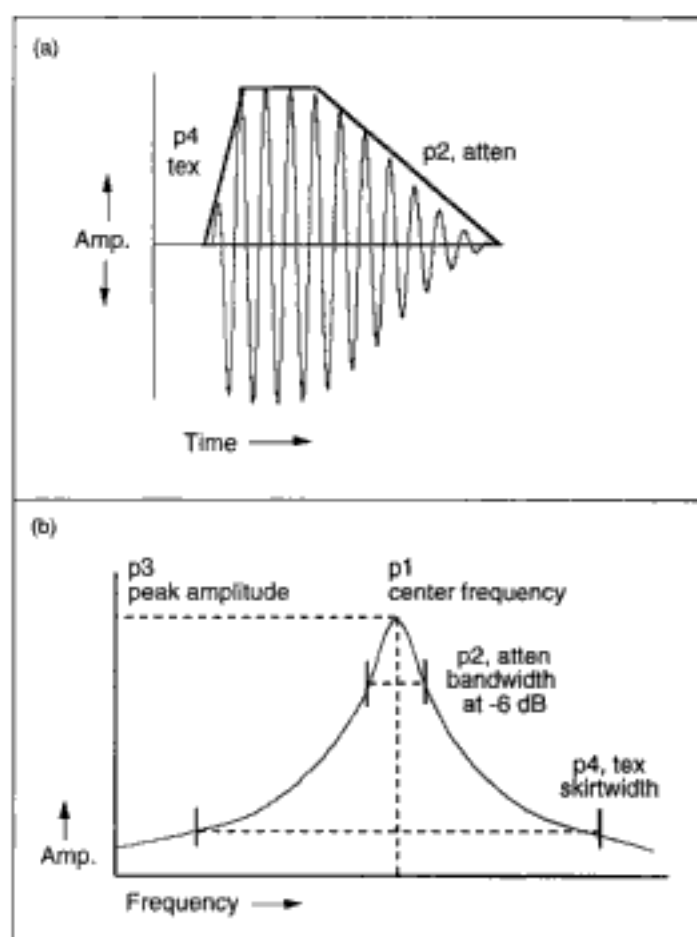 (a)
p4
tex
p2, atten
Amp.
Time
(b)
p3
peak amplitude
p1
center frequency
p2, atten
bandwidth
at -6 dB
p4, tex
skirtwidth
Amp.
Frequency